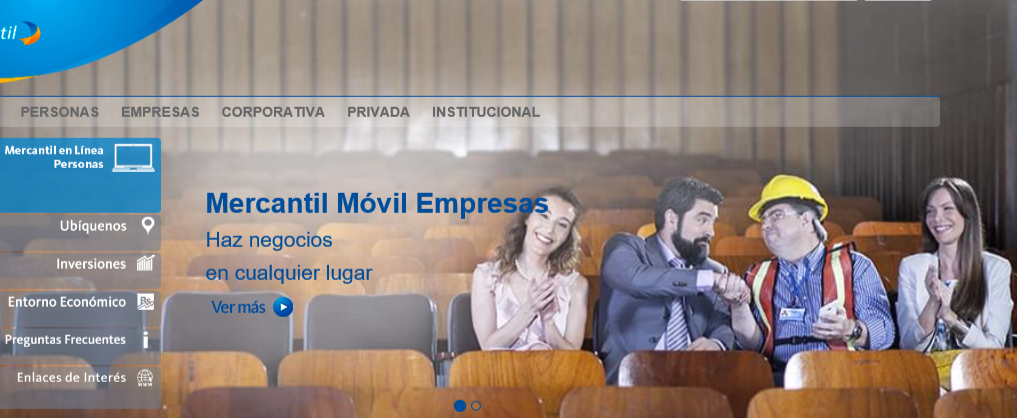 til
PERSONAS EMPRESAS CORPORATIVA PRIVADA INSTITUCIONAL
Mercantil en Línea
Personas
Ubíquenos
Inversiones
Entorno Económico
Preguntas Frecuentes
Enlaces de Interés
Mercantil Móvil Empresas
Haz negocios
en cualquier lugar
Ver más